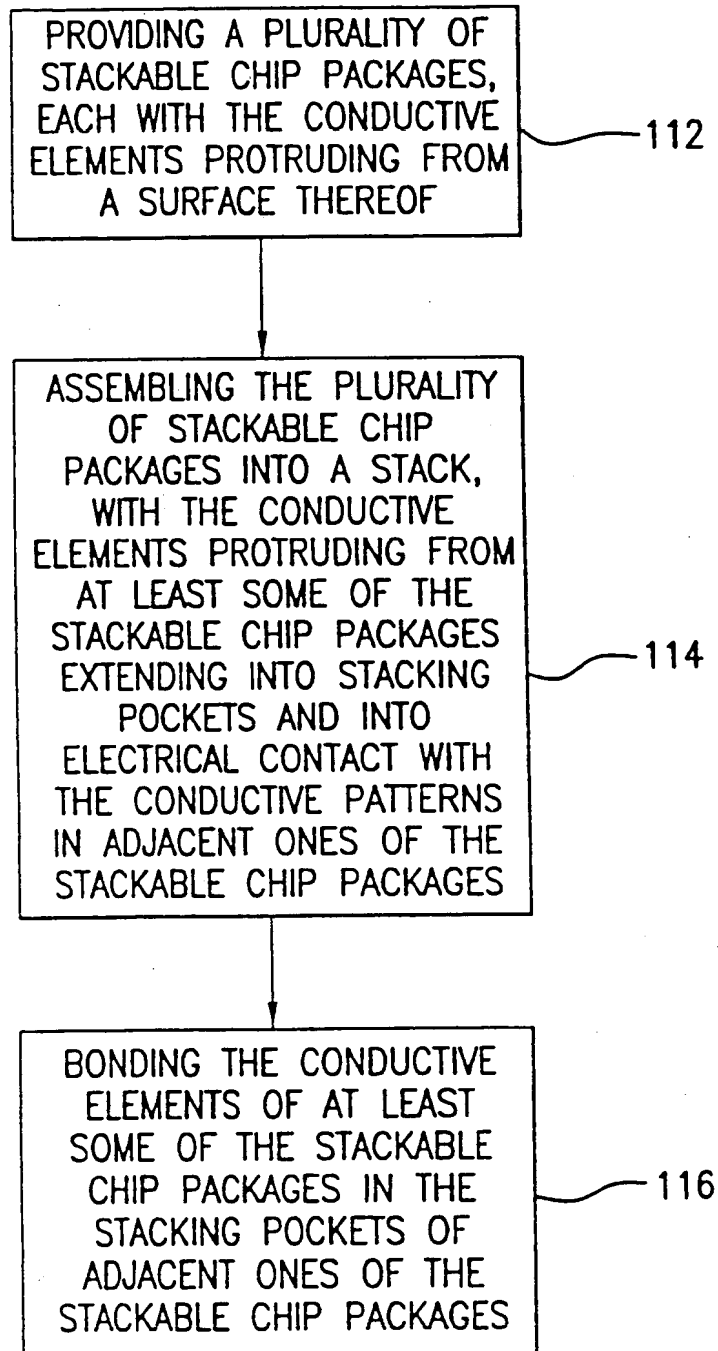 PROVIDING A PLURALITY OF
STACKABLE CHIP PACKAGES,
EACH WITH THE CONDUCTIVE
ELEMENTS PROTRUDING FROM
A SURFACE THEREOF
112
ASSEMBLING THE PLURALITY
OF STACKABLE CHIP
PACKAGES INTO A STACK,
WITH THE CONDUCTIVE
ELEMENTS PROTRUDING FROM
AT LEAST SOME OF THE
STACKABLE CHIP PACKAGES
EXTENDING INTO STACKING
POCKETS AND INTO
ELECTRICAL CONTACT WITH
THE CONDUCTIVE PATTERNS
IN ADJACENT ONES OF THE
STACKABLE CHIP PACKAGES
114
BONDING THE CONDUCTIVE
ELEMENTS OF AT LEAST
SOME OF THE STACKABLE
CHIP PACKAGES IN THE
STACKING POCKETS OF
ADJACENT ONES OF THE
STACKABLE CHIP PACKAGES
116